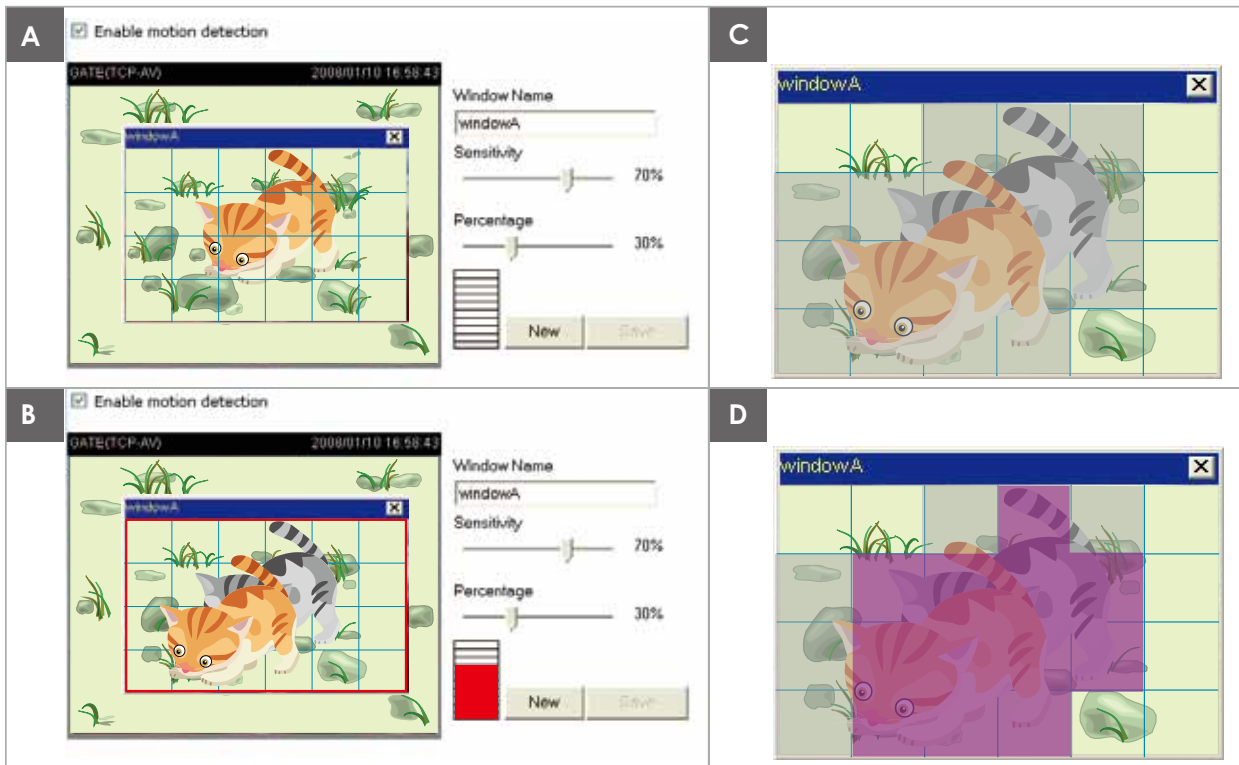 A
Enable motion detection
GATE(TCP-AV) 2008/01/10 16:58:43
windowA
Window Name
windowA
Sensitivity
70%
Percentage
30%
New Save
B
Enable motion detection
GATE(TCP-AV) 2008/01/10 16:58:43
windowA
Window Name
windowA
Sensitivity
70%
Percentage
30%
New Save
C
windowA
D
windowA